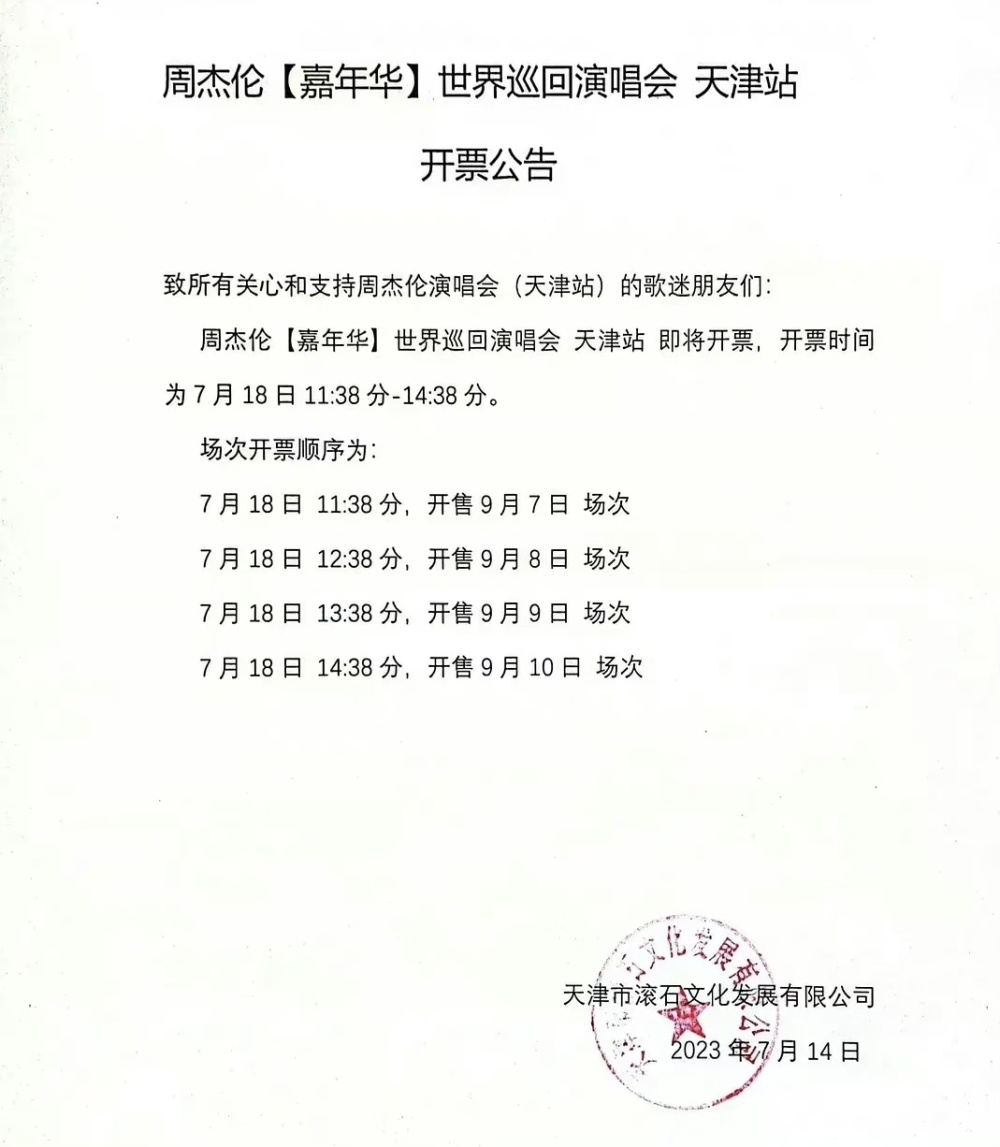 周杰伦【嘉年华】世界巡回演唱会 天津站
开票公告
致所有关心和支持周杰伦演唱会（天津站）的歌迷朋友们：
周杰伦【嘉年华】世界巡回演唱会 天津站 即将开票，开票时间
为 7 月 18 日 11:38 分-14:38 分。
场次开票顺序为：
7 月 18 日 11:38 分，开售 9 月 7 日 场次
7 月 18 日 12:38 分，开售 9 月 8 日 场次
7 月 18 日 13:38 分，开售 9 月 9 日 场次
7 月 18 日 14:38 分，开售 9 月 10 日 场次
石文化发展有 公司
天津市滚石文化发展有限公司
2023 年 7 月 14 日